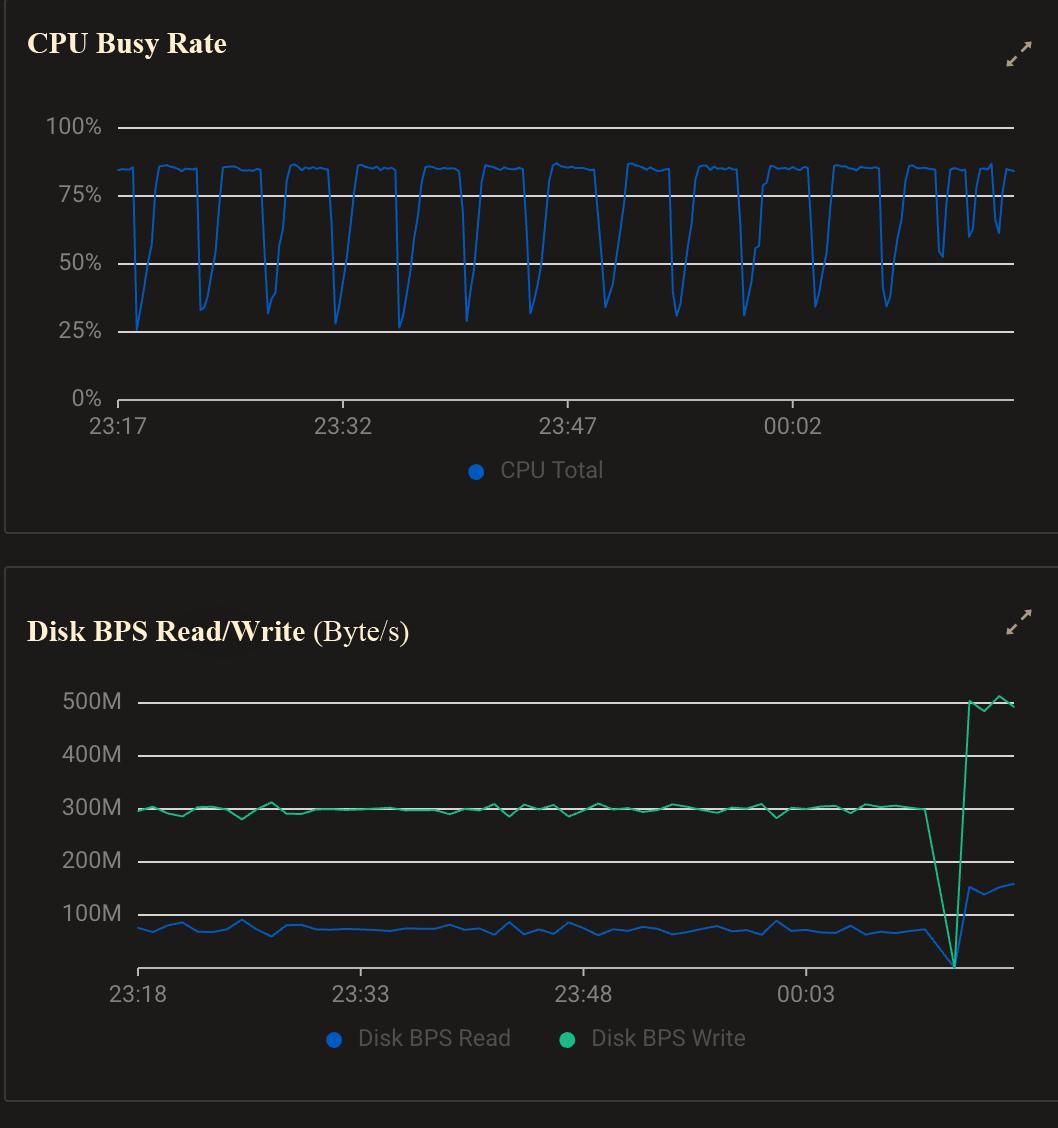 CPU Busy Rate
100%
75%
50%
25%
0%
23:17 23:32 23:47 00:02
CPU Total
Disk BPS Read/Write (Byte/s)
500M
400M
300M
200M
100M
23:18 23:33 23:48 00:03
Disk BPS Read Disk BPS Write